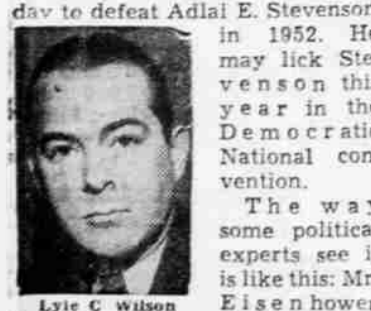 day to defeat Adlai E. Stevenson
in 1952. He
may lick Ste-
venson this
year in the
Democratic
National con-
vention.
The way
some political
experts see i
is like this: Mr
Eisenhower
Lyle C Wilson